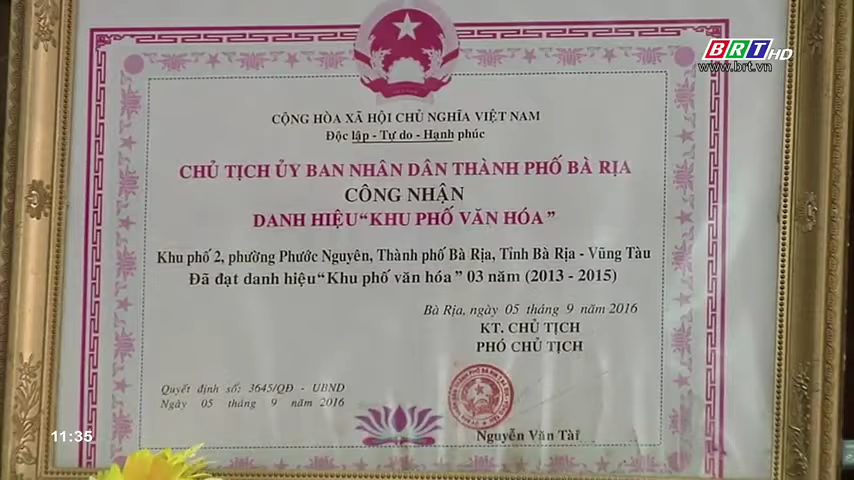 BRT HD
www.brt.vn
CỘNG HÒA XÃ HỘI CHỦ NGHĨA VIỆT NAM
Độc lập - Tự do - Hạnh phúc
CHỦ TỊCH ỦY BAN NHÂN DÂN THÀNH PHỐ BÀ RỊA
CÔNG NHẬN
DANH HIỆU “KHU PHỐ VĂN HÓA”
Khu phố 2, phường Phước Nguyên, Thành phố Bà Rịa, Tỉnh Bà Rịa - Vũng Tàu
Đã đạt danh hiệu “Khu phố văn hóa” 03 năm (2013 - 2015)
Bà Rịa, ngày 05 tháng 9 năm 2016
KT. CHỦ TỊCH
PHÓ CHỦ TỊCH
Quyết định số: 3645/QĐ - UBND
Ngày 05 tháng 9 năm 2016
Nguyễn Văn Tài
11:35